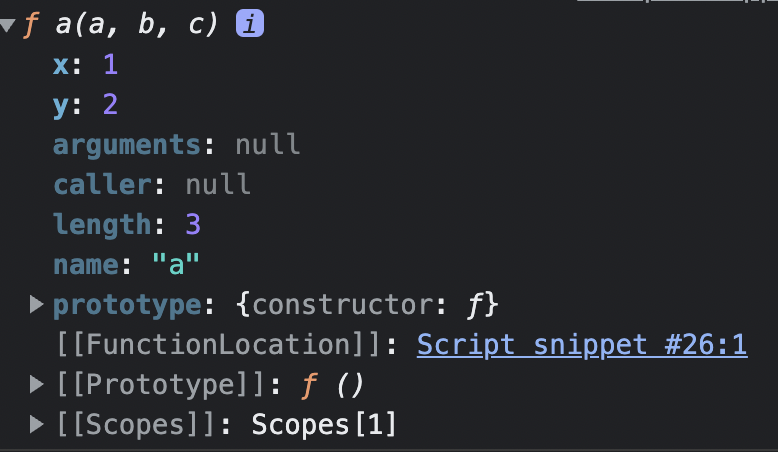 ▼ ƒ a(a, b, c) i
x: 1
y: 2
arguments: null
caller: null
length: 3
name: "a"
▶ prototype: {constructor: ƒ}
[[FunctionLocation]]: Script snippet #26:1
▶ [[Prototype]]: ƒ ()
▶ [[Scopes]]: Scopes[1]